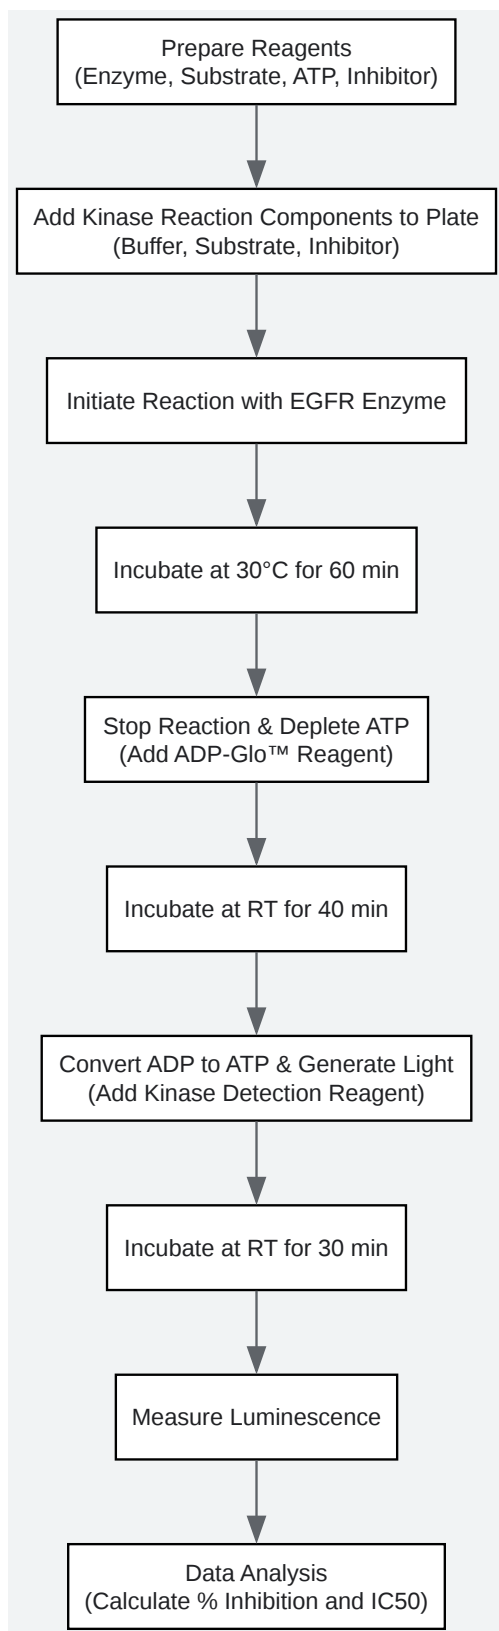 Prepare Reagents
(Enzyme, Substrate, ATP, Inhibitor)
Add Kinase Reaction Components to Plate
(Buffer, Substrate, Inhibitor)
Initiate Reaction with EGFR Enzyme
Incubate at 30°C for 60 min
Stop Reaction & Deplete ATP
(Add ADP-Glo™ Reagent)
Incubate at RT for 40 min
Convert ADP to ATP & Generate Light
(Add Kinase Detection Reagent)
Incubate at RT for 30 min
Measure Luminescence
Data Analysis
(Calculate % Inhibition and IC50)